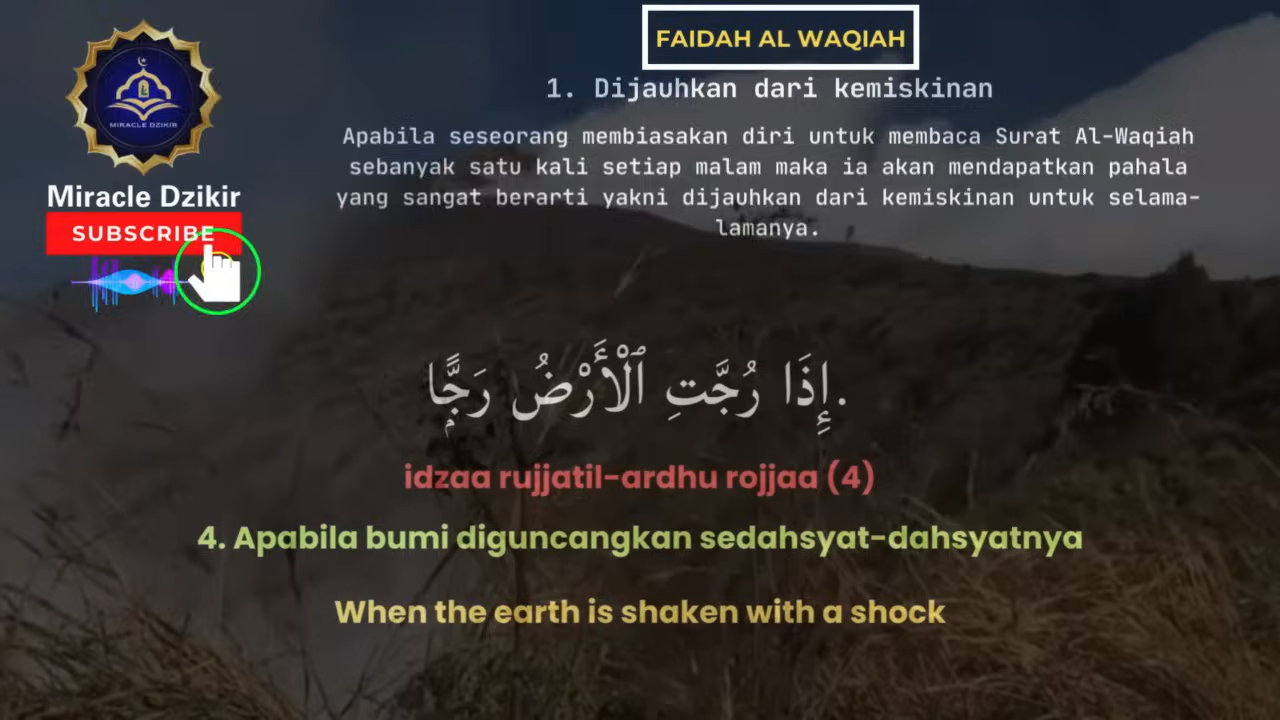 FAIDAH AL WAQIAH
1. Dijauhkan dari kemiskinan
Apabila seseorang membiasakan diri untuk membaca Surat Al-Waqiah
sebanyak satu kali setiap malam maka ia akan mendapatkan pahala
yang sangat berarti yakni dijauhkan dari kemiskinan untuk selama-
lamanya.
MIRACLE DZIKIR
Miracle Dzikir
SUBSCRIBE
إِذَا رُجَّتِ ٱلْأَرْضُ رَجًّۭا.
idzaa rujjatil-ardhu rojjaa (4)
4. Apabila bumi diguncangkan sedahsyat-dahsyatnya
When the earth is shaken with a shock